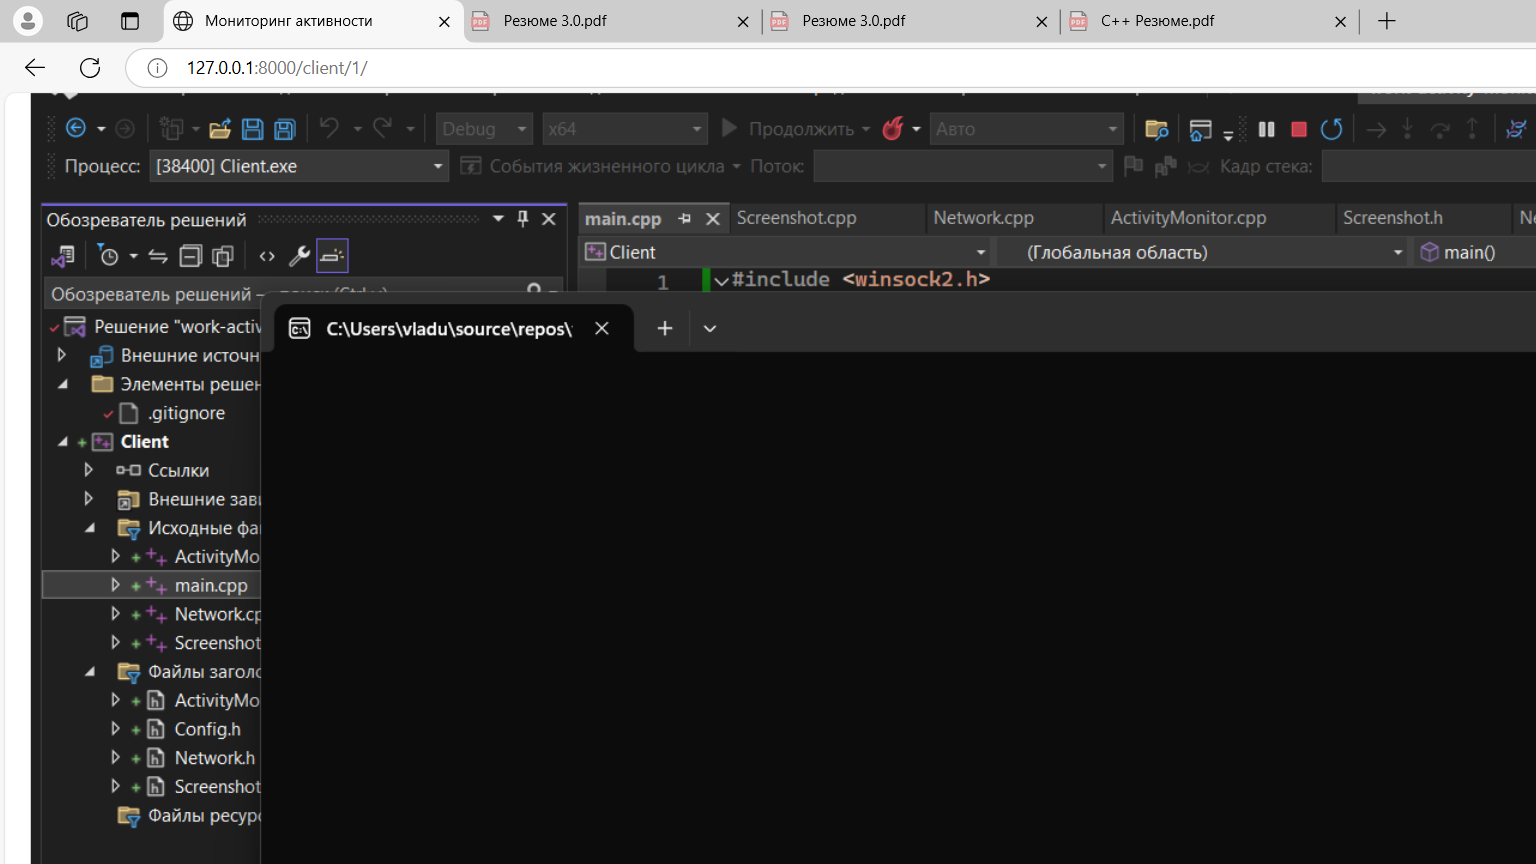 Мониторинг активности
Резюме 3.0.pdf
Резюме 3.0.pdf
C++ Резюме.pdf
127.0.0.1:8000/client/1/
Debug
x64
Продолжить
Авто
Процесс: [38400] Client.exe
События жизненного цикла
Поток:
Кадр стека:
Обозреватель решений
main.cpp
Screenshot.cpp
Network.cpp
ActivityMonitor.cpp
Screenshot.h
Ne
Client
(Глобальная область)
main()
Обозреватель решений —
1
#include <winsock2.h>
C:\Users\vladu\source\repos\
Решение "work-activ
Внешние источн
Элементы решен
.gitignore
Client
Ссылки
Внешние зави
Исходные фа
ActivityMo
main.cpp
Network.cp
Screenshot
Файлы заголо
ActivityMo
Config.h
Network.h
Screenshot
Файлы ресурс